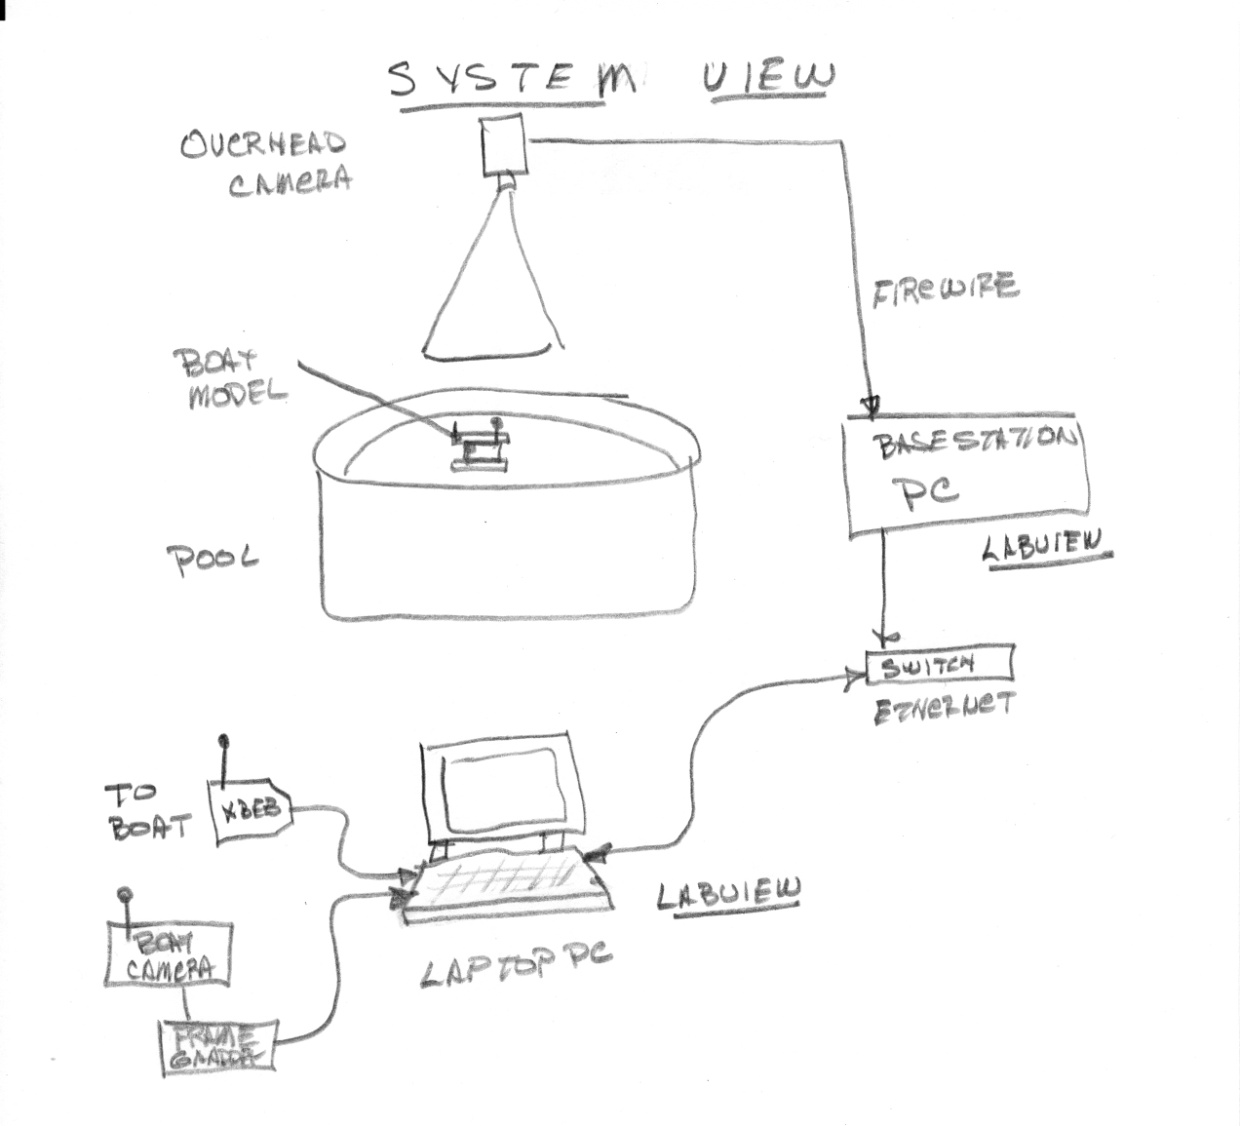 SYSTEM VIEW
OVERHEAD
CAMERA
FIREWIRE
BOAT
MODEL
BASESTATION
PC
LABVIEW
POOL
SWITCH
ETHERNET
TO
BOAT
XBEE
LABVIEW
BOAT
CAMERA
LAPTOP PC
FRAME